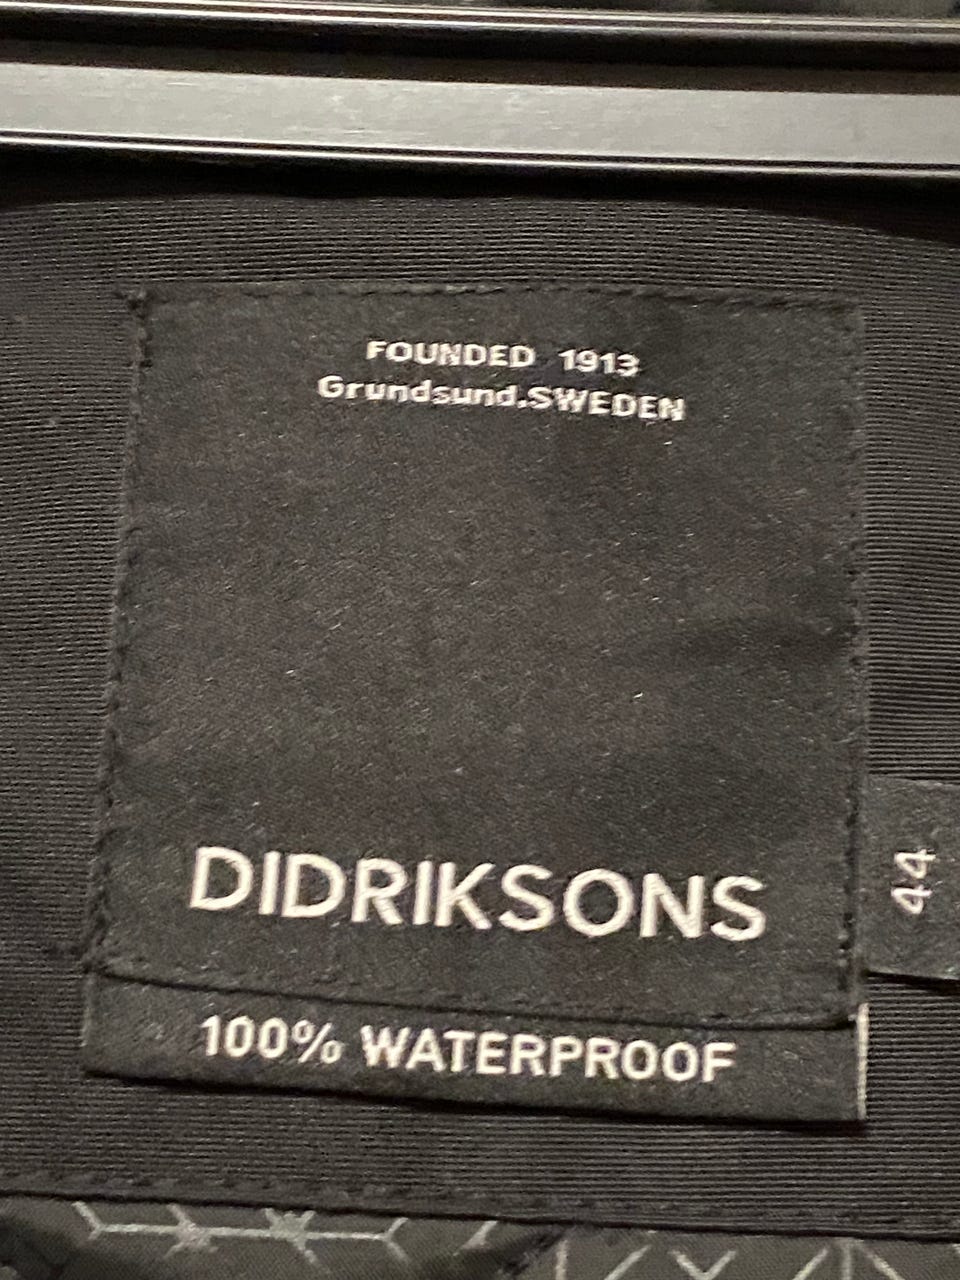 FOUNDED 1913
Grundsund.SWEDEN
DIDRIKSONS
44
100% WATERPROOF